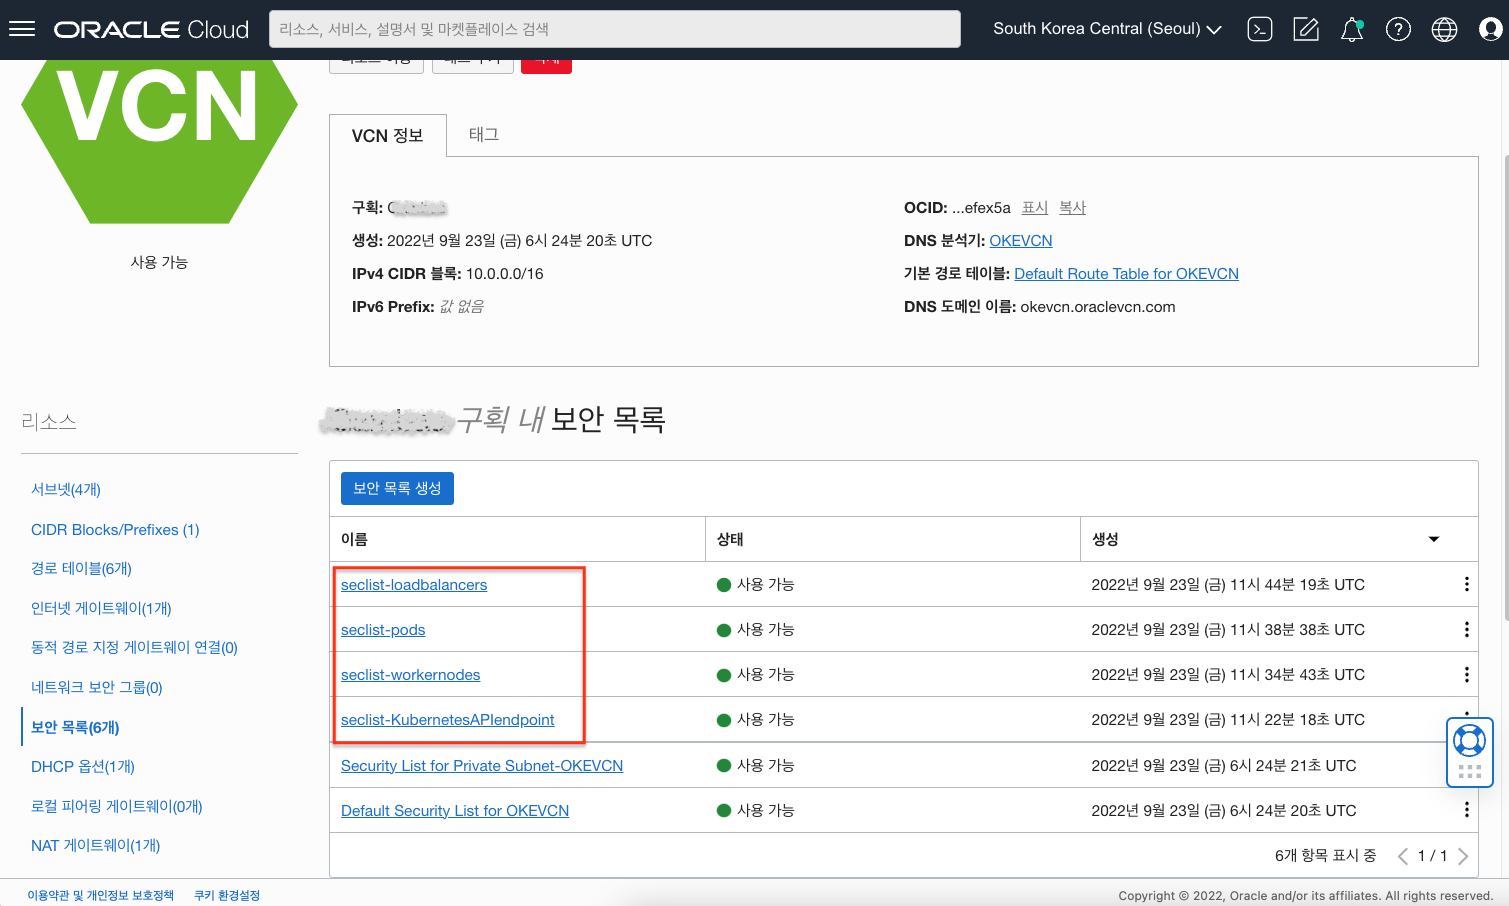 ORACLE Cloud
리소스, 서비스, 설명서 및 마켓플레이스 검색
South Korea Central (Seoul)
VCN
사용 가능
VCN 정보
태그
구획:
생성: 2022년 9월 23일 (금) 6시 24분 20초 UTC
IPv4 CIDR 블록: 10.0.0.0/16
IPv6 Prefix: 값 없음
OCID: ...efex5a 표시 복사
DNS 분석기: OKEVCN
기본 경로 테이블: Default Route Table for OKEVCN
DNS 도메인 이름: okevcn.oraclevcn.com
리소스
서브넷(4개)
CIDR Blocks/Prefixes (1)
경로 테이블(6개)
인터넷 게이트웨이(1개)
동적 경로 지정 게이트웨이 연결(0)
네트워크 보안 그룹(0)
보안 목록(6개)
DHCP 옵션(1개)
로컬 피어링 게이트웨이(0개)
NAT 게이트웨이(1개)
구획 내 보안 목록
보안 목록 생성
이름 상태 생성
seclist-loadbalancers 사용 가능 2022년 9월 23일 (금) 11시 44분 19초 UTC
seclist-pods 사용 가능 2022년 9월 23일 (금) 11시 38분 38초 UTC
seclist-workernodes 사용 가능 2022년 9월 23일 (금) 11시 34분 43초 UTC
seclist-KubernetesAPIendpoint 사용 가능 2022년 9월 23일 (금) 11시 22분 18초 UTC
Security List for Private Subnet-OKEVCN 사용 가능 2022년 9월 23일 (금) 6시 24분 21초 UTC
Default Security List for OKEVCN 사용 가능 2022년 9월 23일 (금) 6시 24분 20초 UTC
6개 항목 표시 중 1 / 1
이용약관 및 개인정보 보호정책 쿠키 환경설정
Copyright © 2022, Oracle and/or its affiliates. All rights reserved.